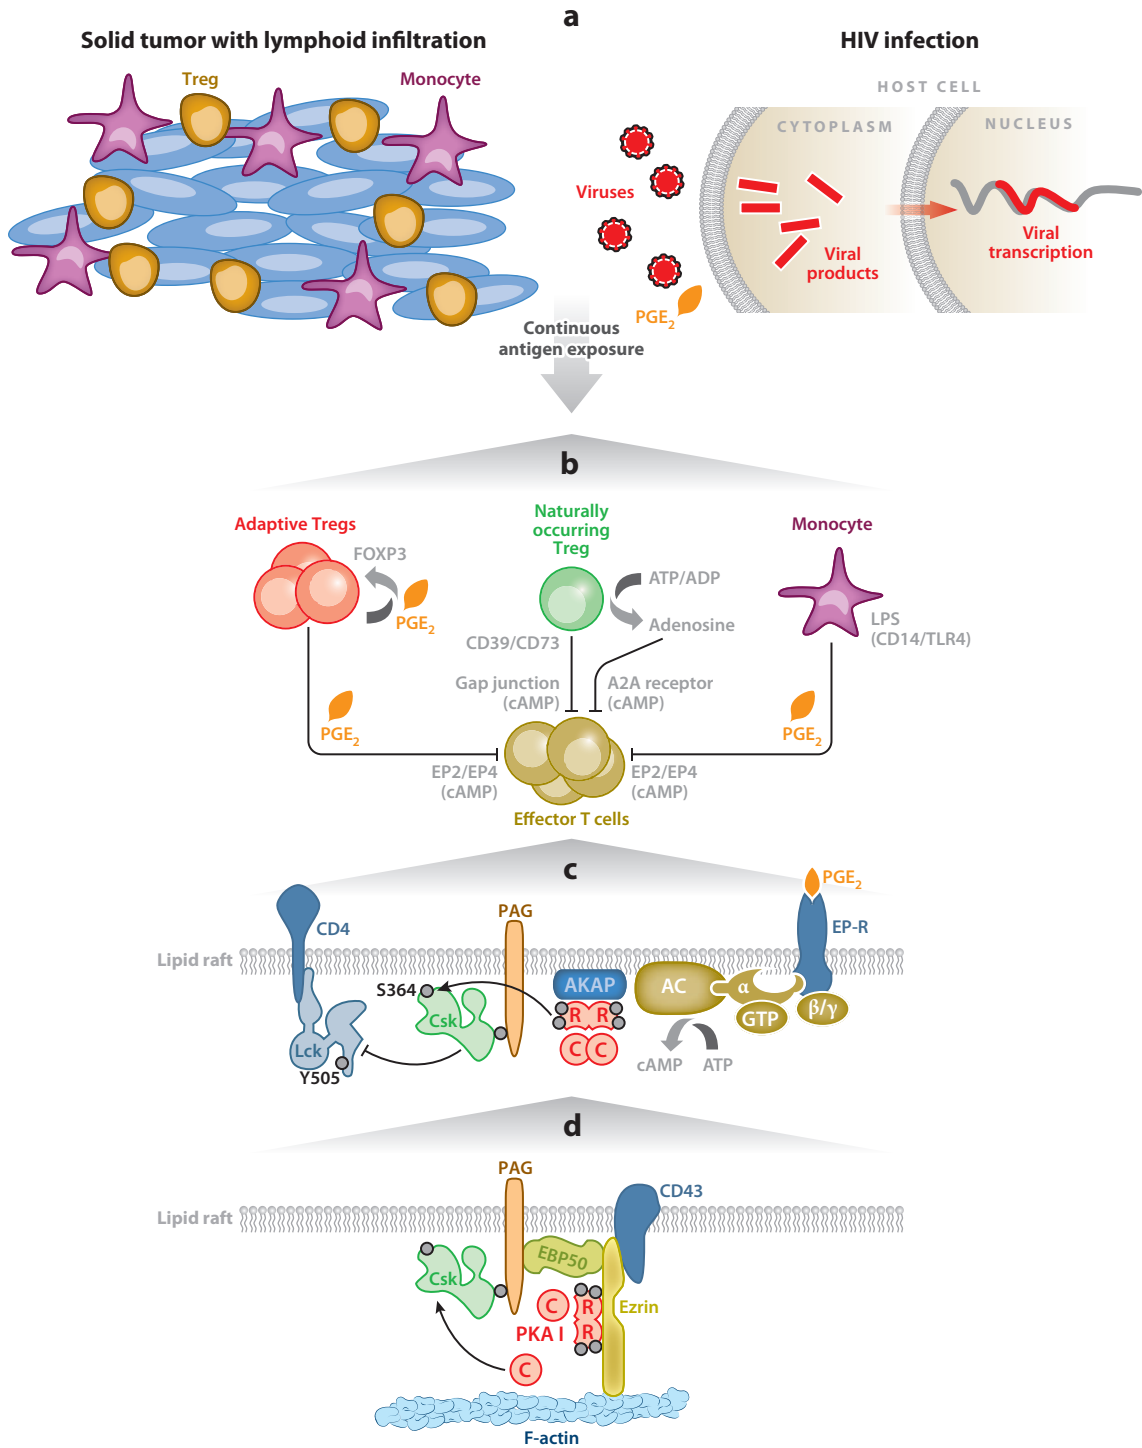 a
Solid tumor with lymphoid infiltration
HIV infection
Treg
Monocyte
HOST CELL
CYTOPLASM
NUCLEUS
Viruses
Viral
products
Viral
transcription
PGE2
Continuous
antigen exposure
b
Adaptive Tregs
Naturally
occurring
Treg
Monocyte
FOXP3
PGE2
ATP/ADP
Adenosine
CD39/CD73
LPS
(CD14/TLR4)
Gap junction
(cAMP)
A2A receptor
(cAMP)
PGE2
PGE2
EP2/EP4
(cAMP)
EP2/EP4
(cAMP)
Effector T cells
c
PGE2
CD4
PAG
EP-R
Lipid raft
S364
AKAP
AC
α
Csk
R R
GTP
β/γ
Lck
C C
Y505
cAMP
ATP
d
PAG
CD43
Lipid raft
EBP50
Csk
C
R
Ezrin
PKA I
R
C
F-actin